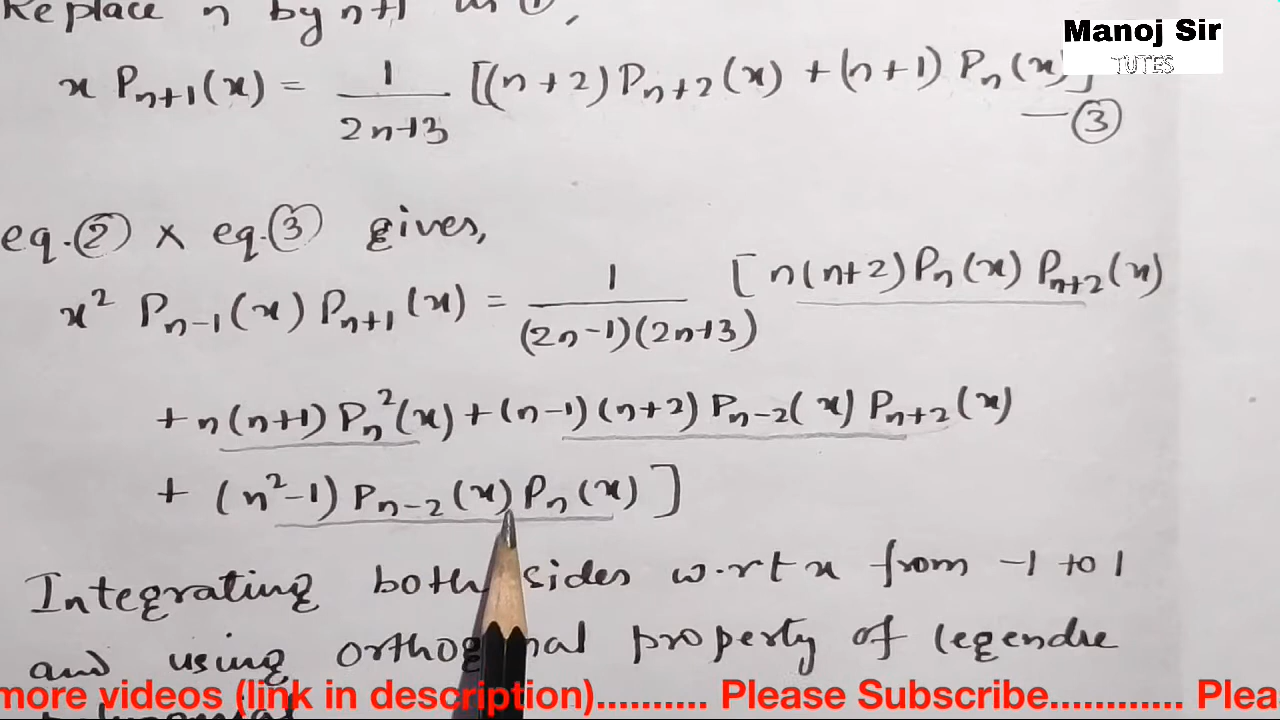 Replace n by n+1 in ①,
Manoj Sir
TUTES
x Pn+1(x) = 1/(2n+3) [(n+2)Pn+2(x) + (n+1) Pn(x)]
— ③
eq.② × eq.③ gives,
x² Pn-1(x) Pn+1(x) = 1/((2n-1)(2n+3)) [n(n+2)Pn(x) Pn+2(x)
+ n(n+1) Pn²(x) + (n-1)(n+2) Pn-2(x) Pn+2(x)
+ (n²-1) Pn-2(x) Pn(x)]
Integrating both sides w.r.t x from -1 to 1
and using orthogonal property of legendre
more videos (link in description).......... Please Subscribe............ Plea